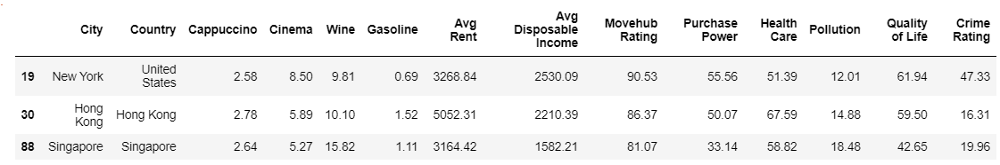 City Country Cappuccino Cinema Wine Gasoline Avg Rent Avg Disposable Income Movehub Rating Purchase Power Health Care Pollution Quality of Life Crime Rating
19 New York United States 2.58 8.50 9.81 0.69 3268.84 2530.09 90.53 55.56 51.39 12.01 61.94 47.33
30 Hong Kong Hong Kong 2.78 5.89 10.10 1.52 5052.31 2210.39 86.37 50.07 67.59 14.88 59.50 16.31
88 Singapore Singapore 2.64 5.27 15.82 1.11 3164.42 1582.21 81.07 33.14 58.82 18.48 42.65 19.96